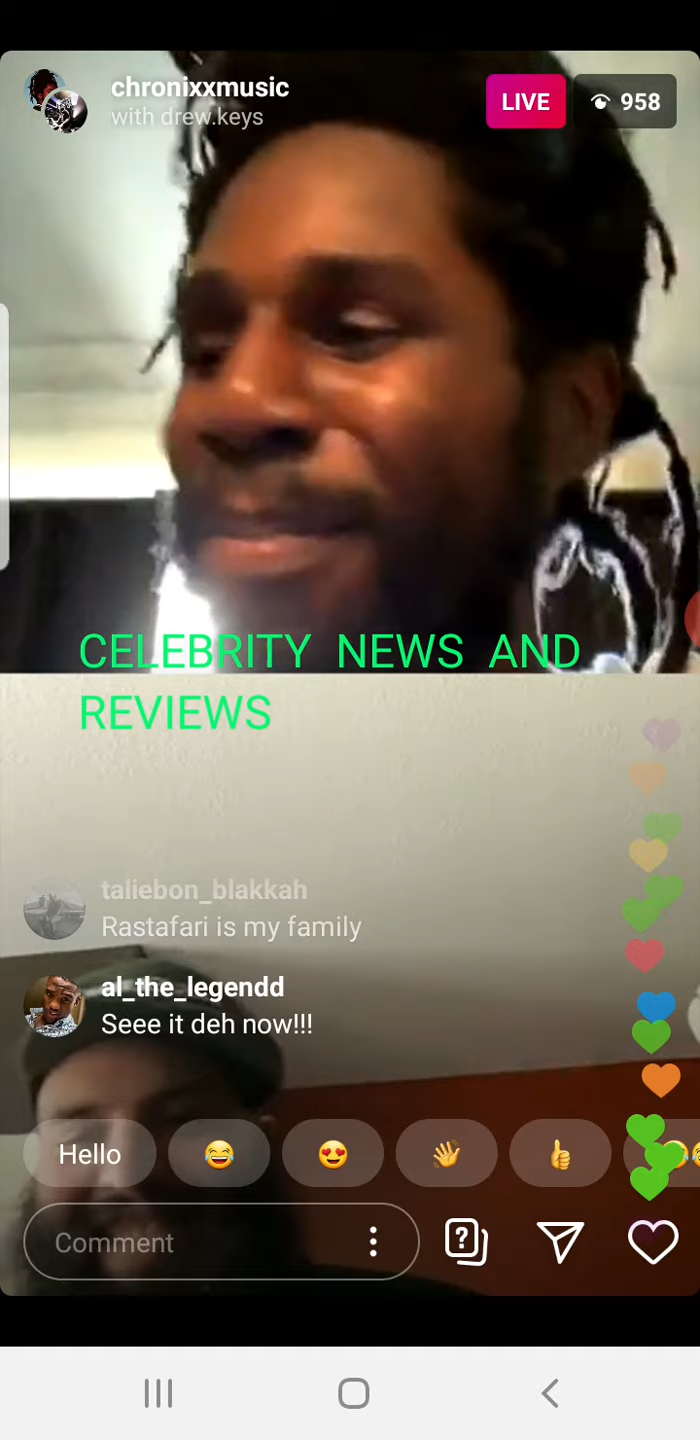 chronixxmusic
with drew.keys
LIVE
958
CELEBRITY NEWS AND
REVIEWS
taliebon_blakkah
Rastafari is my family
al_the_legendd
Seee it deh now!!!
Hello
Comment